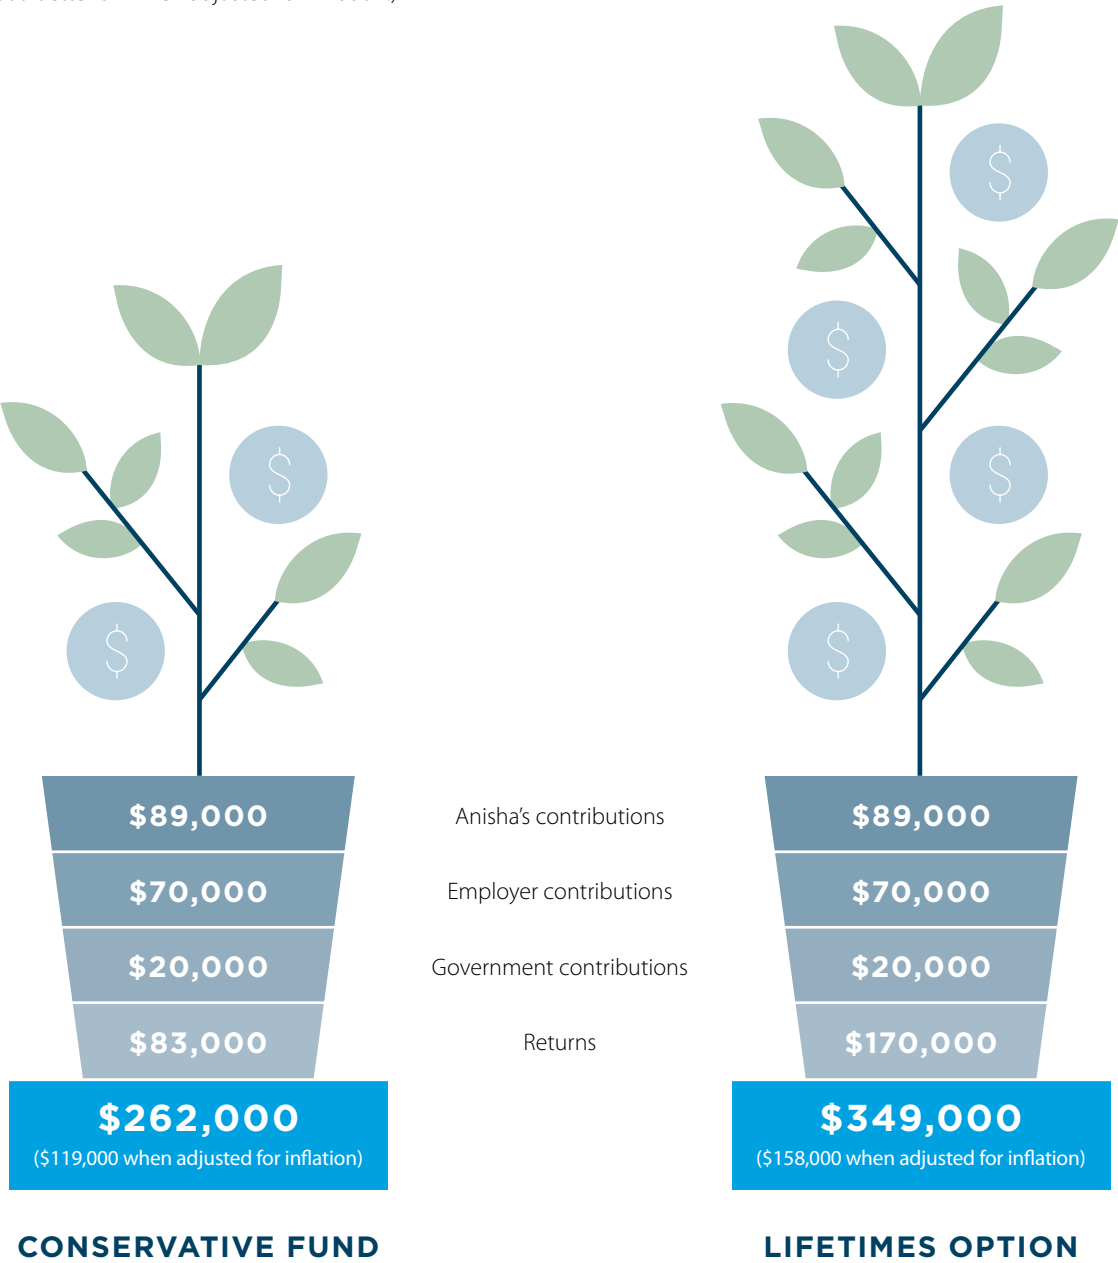 $89,000 Anisha’s contributions $89,000
$70,000 Employer contributions $70,000
$20,000 Government contributions $20,000
$83,000 Returns $170,000
$262,000 $349,000
($119,000 when adjusted for inflation) ($158,000 when adjusted for inflation)
CONSERVATIVE FUND LIFETIMES OPTION